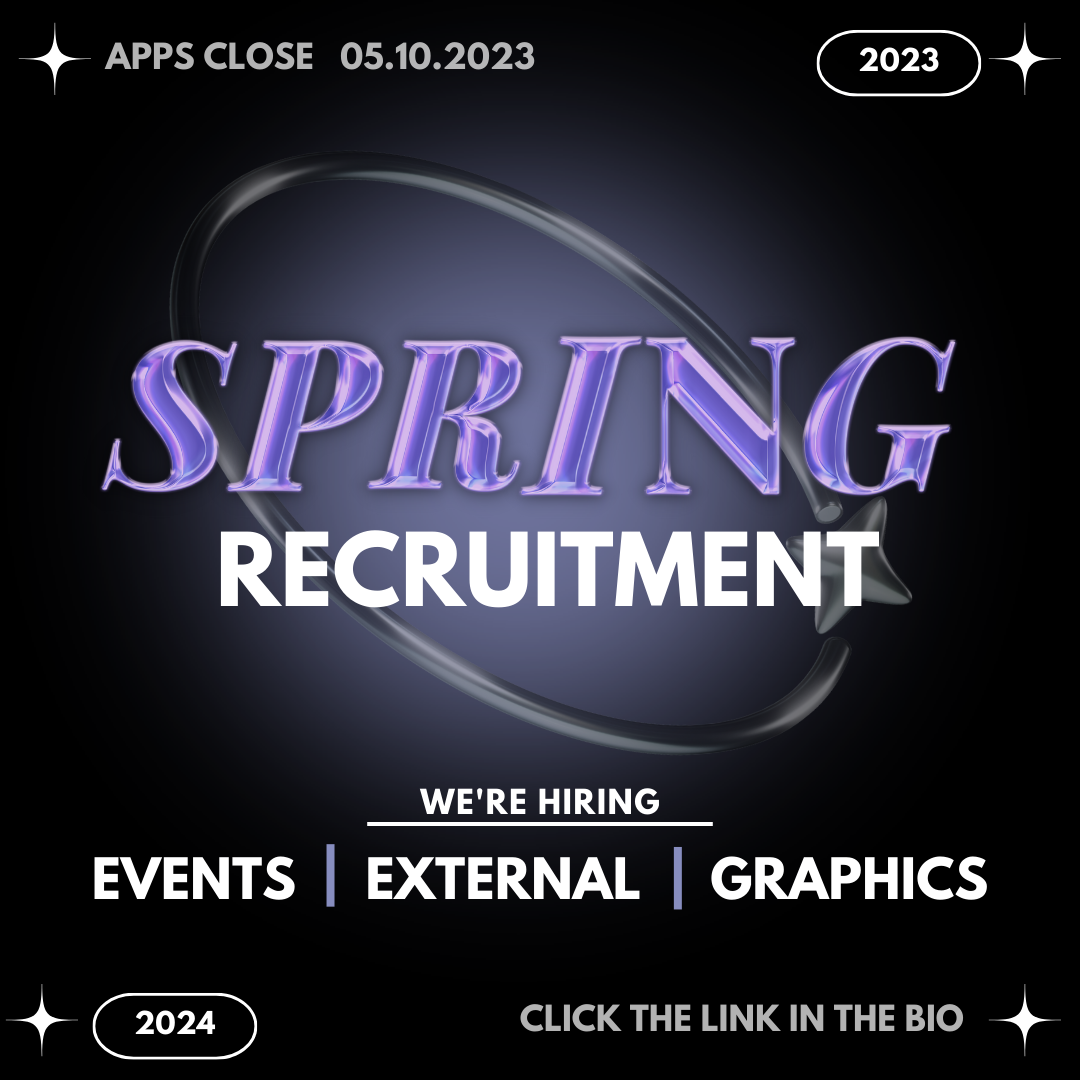 APPS CLOSE 05.10.2023
2023
SPRING
RECRUITMENT
WE'RE HIRING
EVENTS | EXTERNAL | GRAPHICS
2024
CLICK THE LINK IN THE BIO